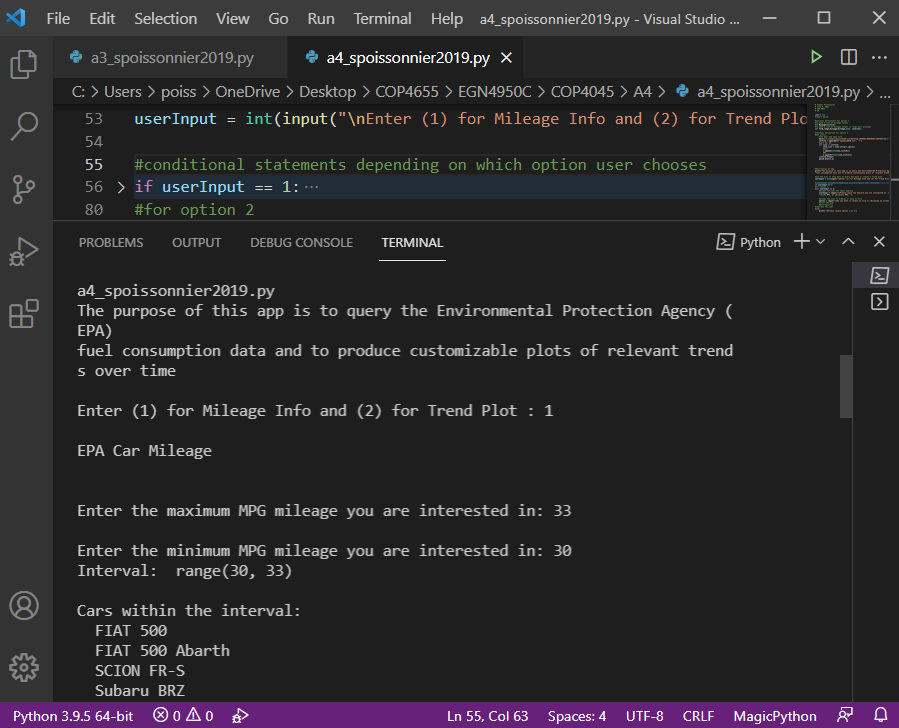 File Edit Selection View Go Run Terminal Help a4_spoissonnier2019.py - Visual Studio ...
a3_spoissonnier2019.py a4_spoissonnier2019.py
C: > Users > poiss > OneDrive > Desktop > COP4655 > EGN4950C > COP4045 > A4 > a4_spoissonnier2019.py > ...
53 userInput = int(input("\nEnter (1) for Mileage Info and (2) for Trend Plo
54
55 #conditional statements depending on which option user chooses
56 > if userInput == 1:...
80 #for option 2
PROBLEMS OUTPUT DEBUG CONSOLE TERMINAL Python
a4_spoissonnier2019.py
The purpose of this app is to query the Environmental Protection Agency (
EPA)
fuel consumption data and to produce customizable plots of relevant trend
s over time
Enter (1) for Mileage Info and (2) for Trend Plot : 1
EPA Car Mileage
Enter the maximum MPG mileage you are interested in: 33
Enter the minimum MPG mileage you are interested in: 30
Interval:  range(30, 33)
Cars within the interval:
FIAT 500
FIAT 500 Abarth
SCION FR-S
Subaru BRZ
Python 3.9.5 64-bit 0 0 Ln 55, Col 63 Spaces: 4 UTF-8 CRLF MagicPython